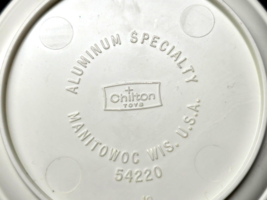 ALUMINUM SPECIALTY
Chilton
TOYS
MANITOWOC WIS. U.S.A.
54220